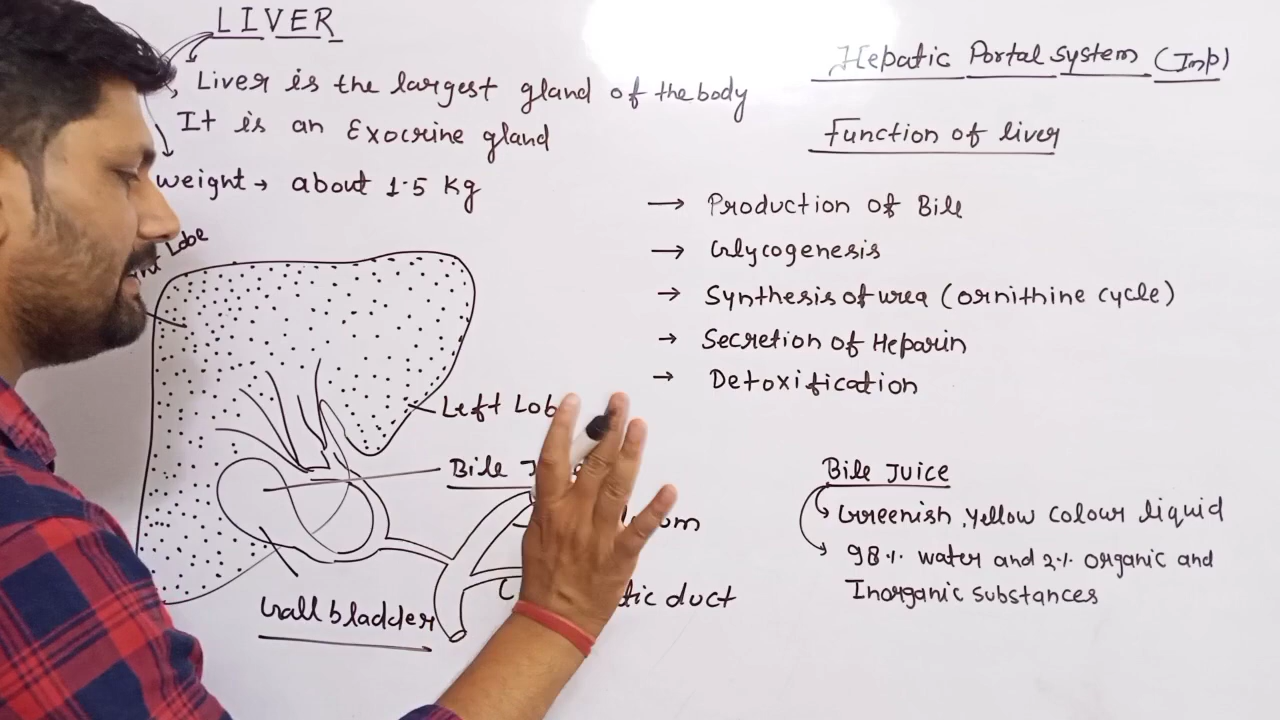 LIVER
Liver is the largest gland of the body
It is an Exocrine gland
weight → about 1.5 Kg
Lobe
Left Lob
Bile
Gallbladder
duct
Hepatic Portal system (Imp)
Function of liver
→ Production of Bile
→ Glycogenesis
→ Synthesis of urea (ornithine cycle)
→ Secretion of Heparin
→ Detoxification
Bile Juice
Greenish, yellow colour liquid
98% water and 2% organic and
Inorganic substances